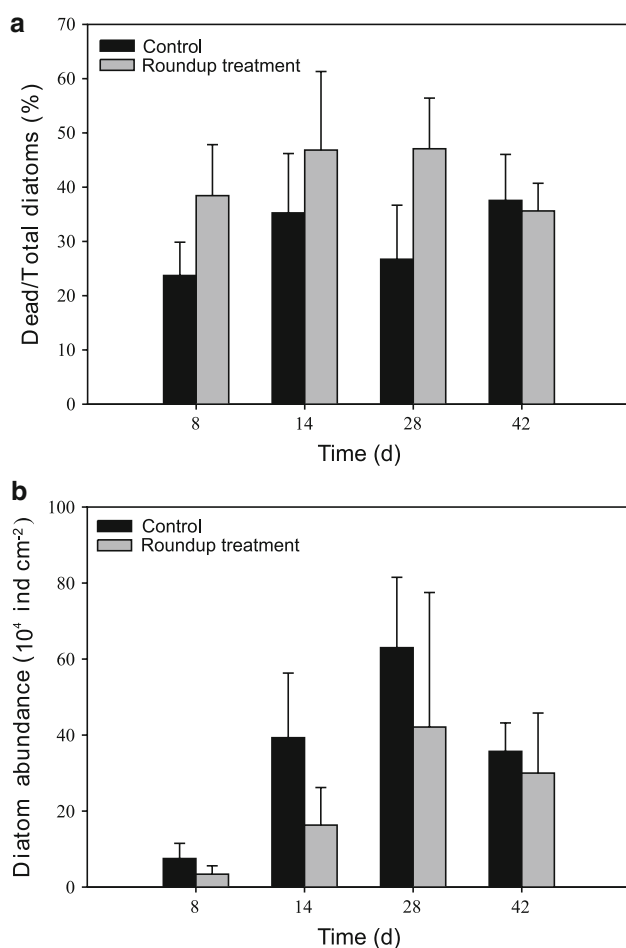 a
Control
Roundup treatment
70
60
50
40
30
20
10
0
Dead/Total diatoms (%)
8 14 28 42
Time (d)
b
Control
Roundup treatment
100
80
60
40
20
0
Diatom abundance (10⁴ ind cm⁻²)
8 14 28 42
Time (d)